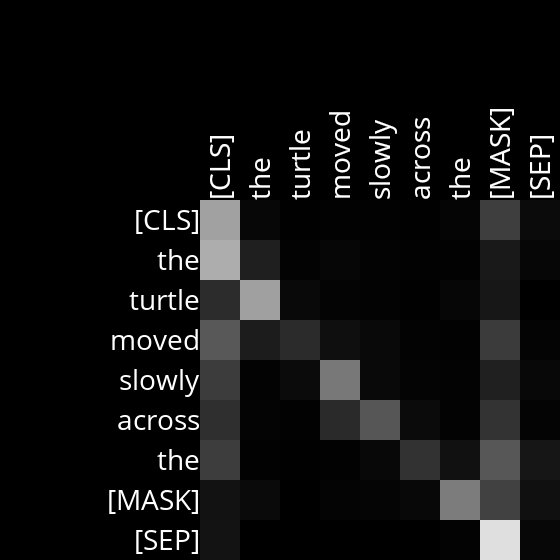 [CLS]
the
turtle
moved
slowly
across
the
[MASK]
[SEP]
[CLS]
the
turtle
moved
slowly
across
the
[MASK]
[SEP]